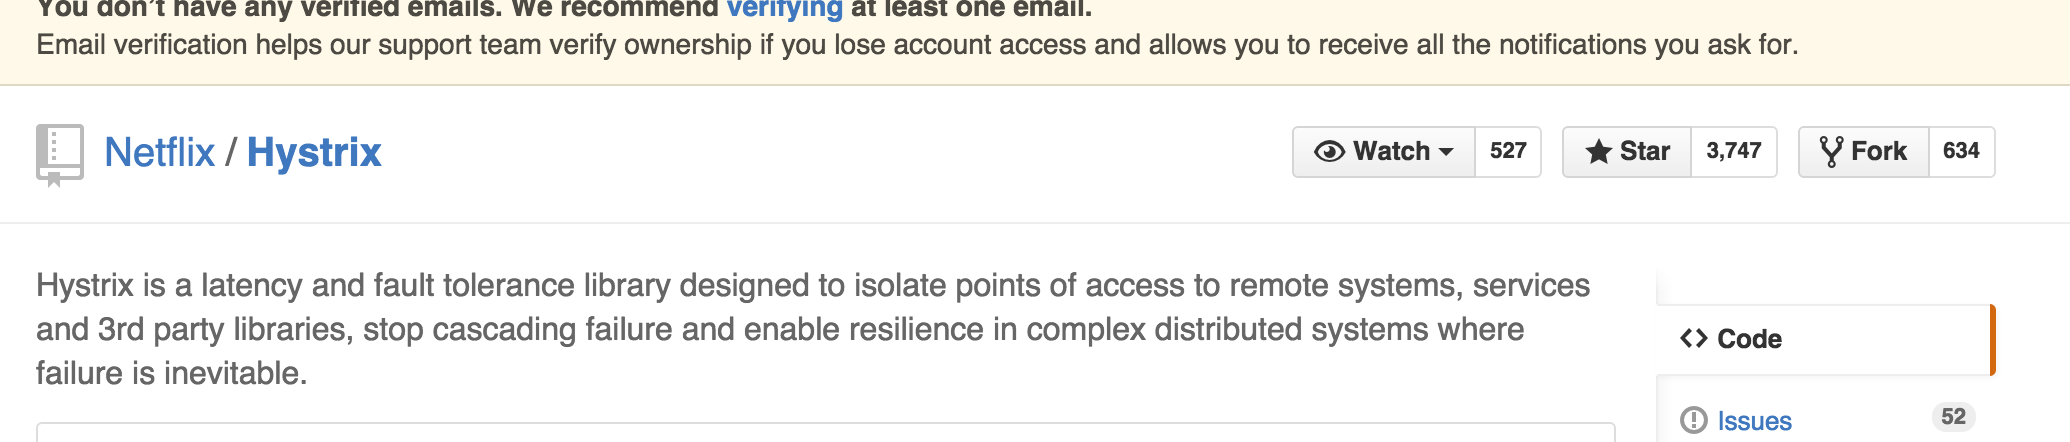 You don't have any verified emails. We recommend verifying at least one email.
Email verification helps our support team verify ownership if you lose account access and allows you to receive all the notifications you ask for.
Netflix / Hystrix
Watch 527 Star 3,747 Fork 634
Hystrix is a latency and fault tolerance library designed to isolate points of access to remote systems, services
and 3rd party libraries, stop cascading failure and enable resilience in complex distributed systems where
failure is inevitable.
Code
Issues 52